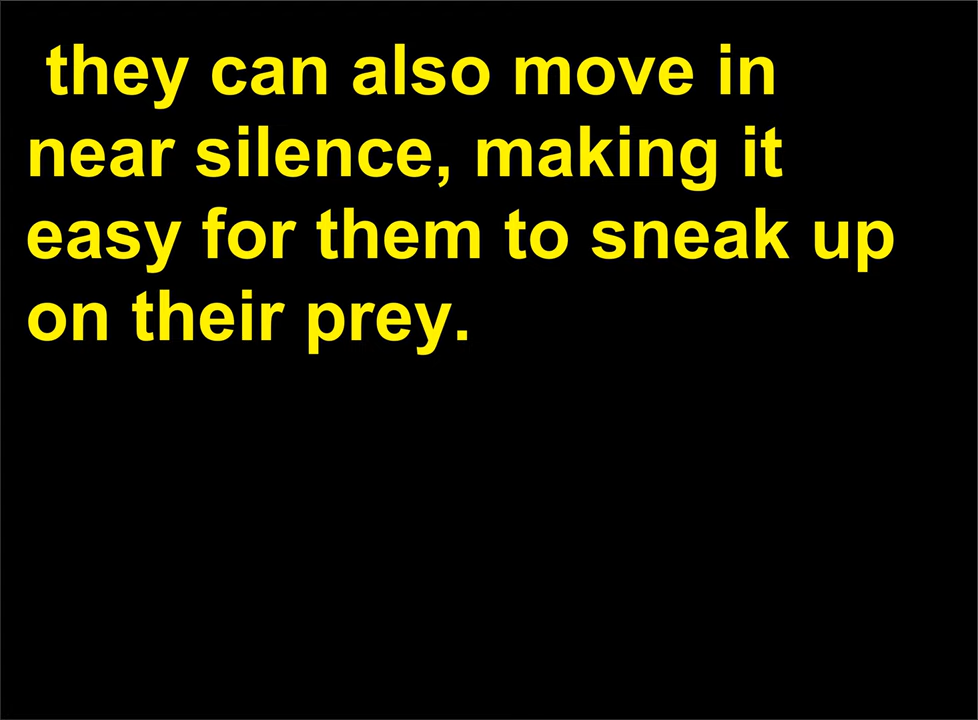 they can also move in
near silence, making it
easy for them to sneak up
on their prey.